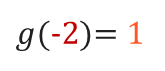 g(-2)= 1